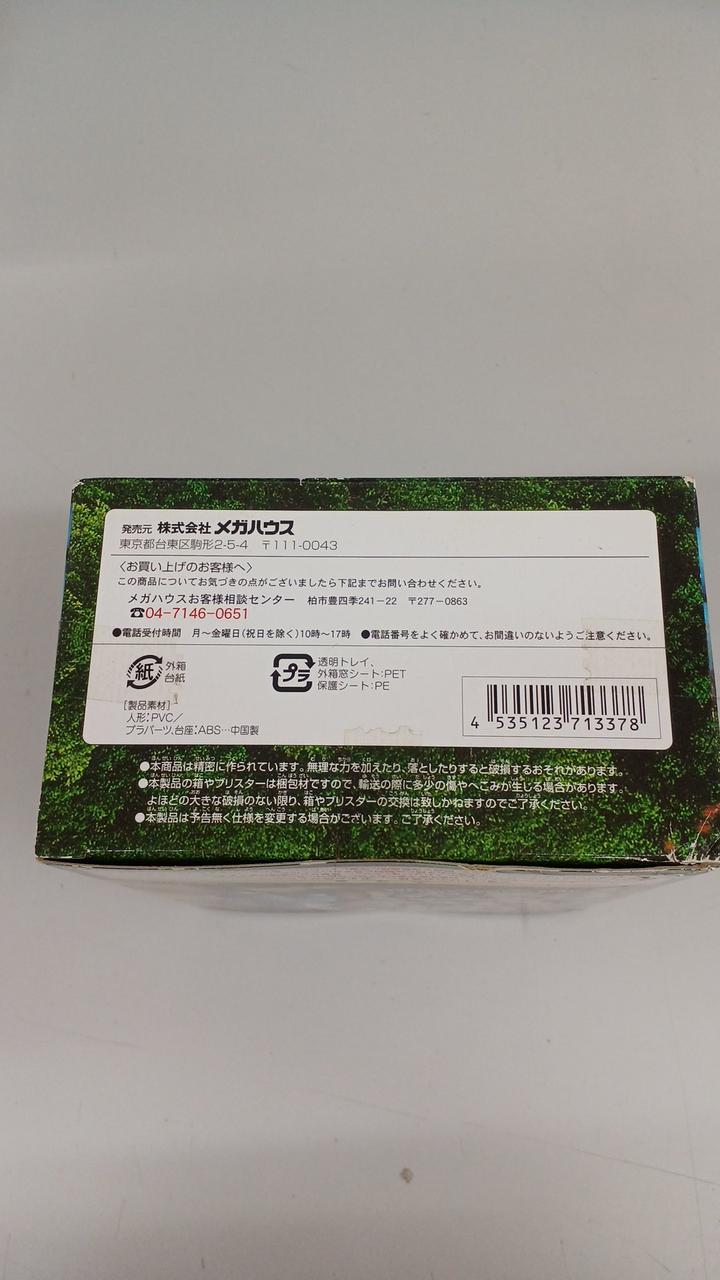 発売元 株式会社 メガハウス
東京都台東区駒形2-5-4 〒111-0043
〈お買い上げのお客様へ〉
この商品についてお気づきの点がございましたら下記までお問い合わせください。
メガハウスお客様相談センター 柏市豊四季241-22 〒277-0863
☎04-7146-0651
●電話受付時間 月〜金曜日(祝日を除く)10時〜17時 ●電話番号をよく確かめて、お間違いのないようご注意ください。
紙 外箱
台紙
プラ 透明トレイ、
外箱窓シート:PET
保護シート:PE
[製品素材]
人形:PVC/
プラパーツ、台座:ABS…中国製
4 535123 713378
●本商品は精密に作られています。無理な力を加えたり、落としたりすると破損するおそれがあります。
●本製品の箱やブリスターは梱包材ですので、輸送の際に多少の傷やへこみが生じる場合があります。
よほどの大きな破損のない限り、箱やブリスターの交換は致しかねますのでご了承ください。
●本製品は予告無く仕様を変更する場合がございます。ご了承ください。